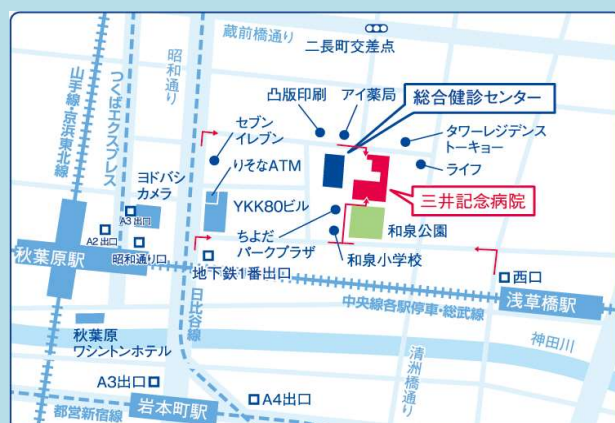 蔵前橋通り
二長町交差点
昭和通り
山手線・京浜東北線
つくばエクスプレス
凸版印刷
アイ薬局
総合健診センター
セブン
イレブン
タワーレジデンス
トーキョー
りそなATM
ライフ
ヨドバシ
カメラ
A3出口
YKK80ビル
三井記念病院
A2出口
ちよだ
パークプラザ
和泉公園
秋葉原駅
昭和通り口
地下鉄1番出口
和泉小学校
西口
日比谷線
中央線各駅停車・総武線
浅草橋駅
秋葉原
ワシントンホテル
神田川
清洲橋通り
A3出口
A4出口
岩本町駅
都営新宿線